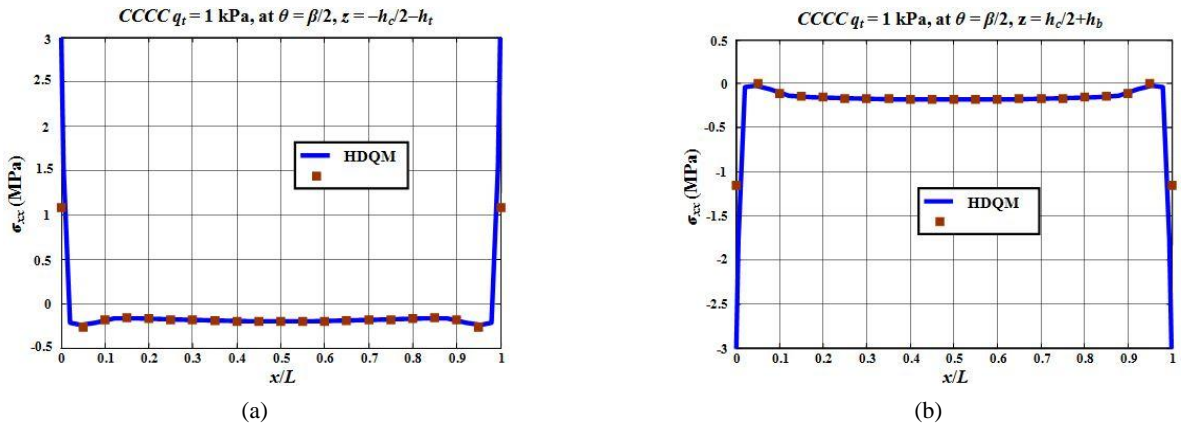 CCCC q_t = 1 kPa, at θ = β/2, z = –h_c/2–h_t
3
2.5
2
1.5
1
0.5
0
-0.5
σ_xx (MPa)
HDQM
0 0.1 0.2 0.3 0.4 0.5 0.6 0.7 0.8 0.9 1
x/L
(a)
CCCC q_t = 1 kPa, at θ = β/2, z = h_c/2+h_b
0.5
0
-0.5
-1
-1.5
-2
-2.5
-3
σ_xx (MPa)
HDQM
0 0.1 0.2 0.3 0.4 0.5 0.6 0.7 0.8 0.9 1
x/L
(b)